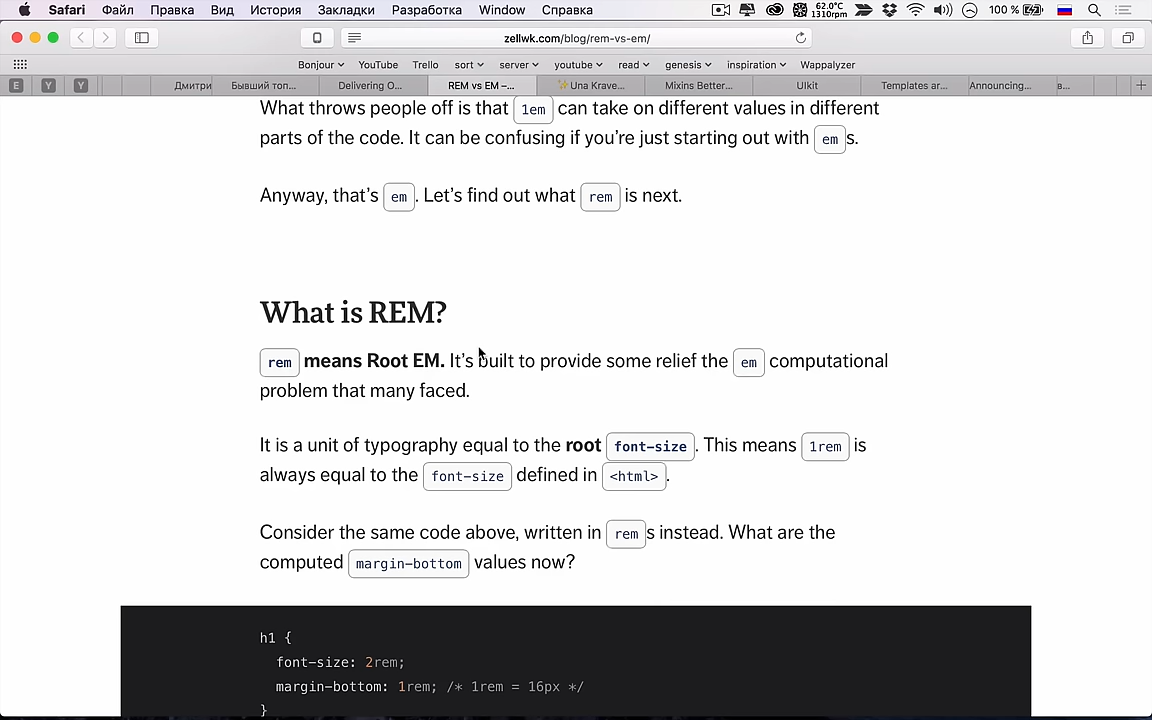 Safari Файл Правка Вид История Закладки Разработка Window Справка 62.0°C 1310rpm 100 %
zellwk.com/blog/rem-vs-em/
Bonjour YouTube Trello sort server youtube read genesis inspiration Wappalyzer
E Y Y Дмитри Бывший топ... Delivering O... REM vs EM –... ✨Una Krave... Mixins Better... UIkit Templates ar... Announcing... в...
What throws people off is that 1em can take on different values in different
parts of the code. It can be confusing if you’re just starting out with em s.
Anyway, that’s em . Let’s find out what rem is next.
What is REM?
rem means Root EM. It’s built to provide some relief the em computational
problem that many faced.
It is a unit of typography equal to the root font-size . This means 1rem is
always equal to the font-size defined in <html> .
Consider the same code above, written in rem s instead. What are the
computed margin-bottom values now?
h1 {
font-size: 2rem;
margin-bottom: 1rem; /* 1rem = 16px */
}